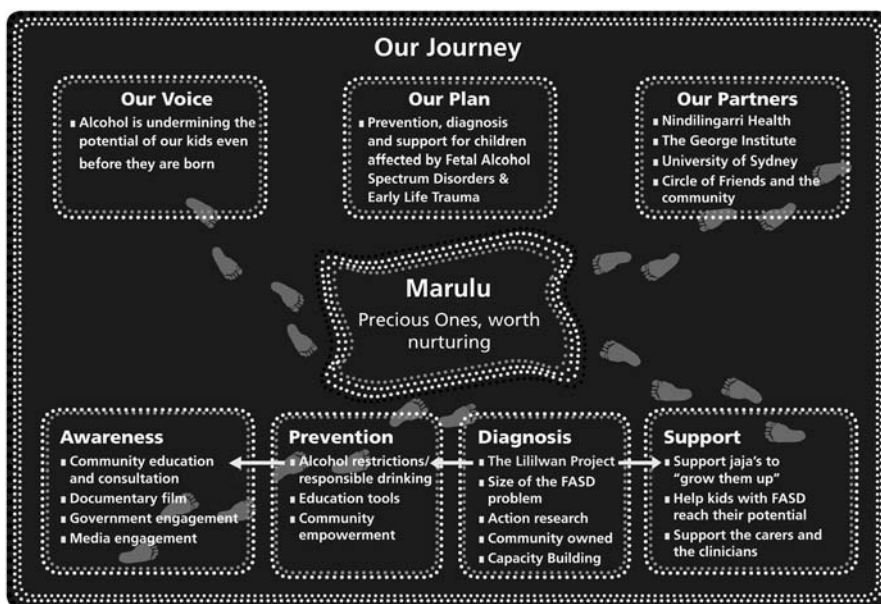 Our Journey
Our Voice
▪ Alcohol is undermining the
potential of our kids even
before they are born
Our Plan
▪ Prevention, diagnosis
and support for children
affected by Fetal Alcohol
Spectrum Disorders &
Early Life Trauma
Our Partners
▪ Nindilingarri Health
▪ The George Institute
▪ University of Sydney
▪ Circle of Friends and the
community
Marulu
Precious Ones, worth
nurturing
Awareness
▪ Community education
and consultation
▪ Documentary film
▪ Government engagement
▪ Media engagement
Prevention
▪ Alcohol restrictions/
responsible drinking
▪ Education tools
▪ Community
empowerment
Diagnosis
▪ The Lililwan Project
▪ Size of the FASD
problem
▪ Action research
▪ Community owned
▪ Capacity Building
Support
▪ Support jaja's to
"grow them up"
▪ Help kids with FASD
reach their potential
▪ Support the carers and
the clinicians